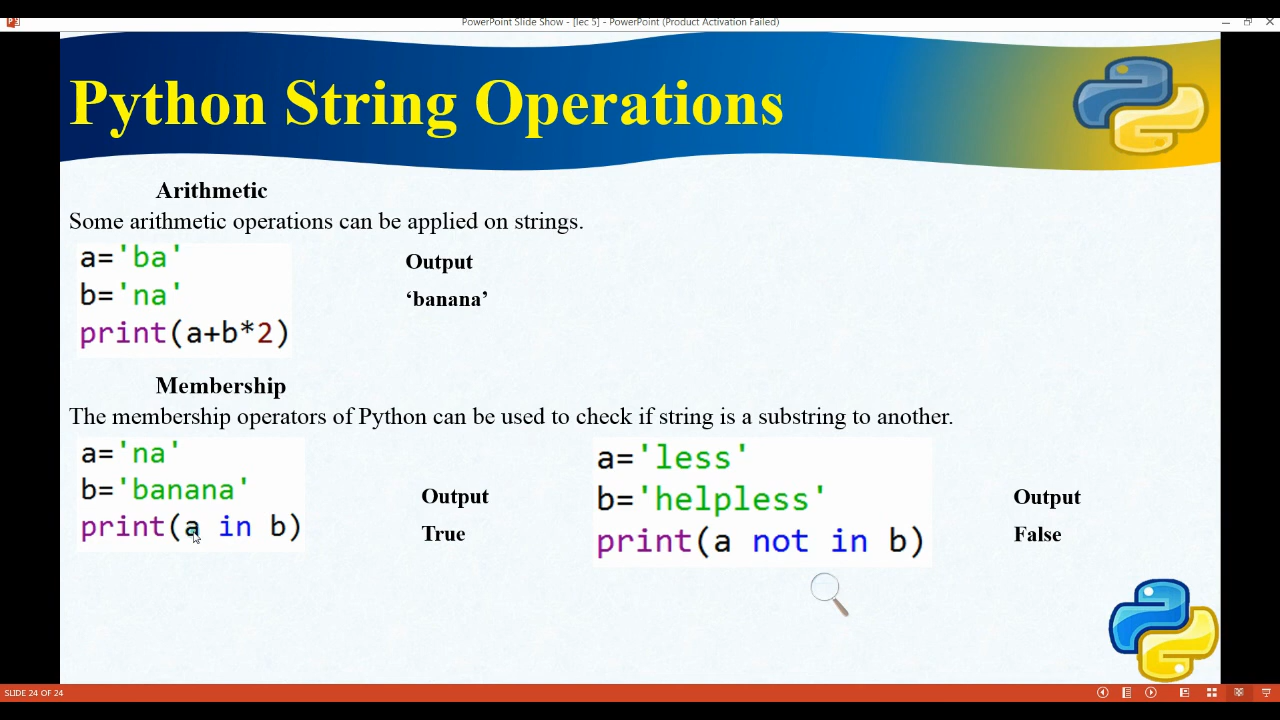 PowerPoint Slide Show - [lec 5] - PowerPoint (Product Activation Failed)
Python String Operations
Arithmetic
Some arithmetic operations can be applied on strings.
a='ba'
b='na'
print(a+b*2)
Output
‘banana’
Membership
The membership operators of Python can be used to check if string is a substring to another.
a='na'
b='banana'
print(a in b)
Output
True
a='less'
b='helpless'
print(a not in b)
Output
False
SLIDE 24 OF 24